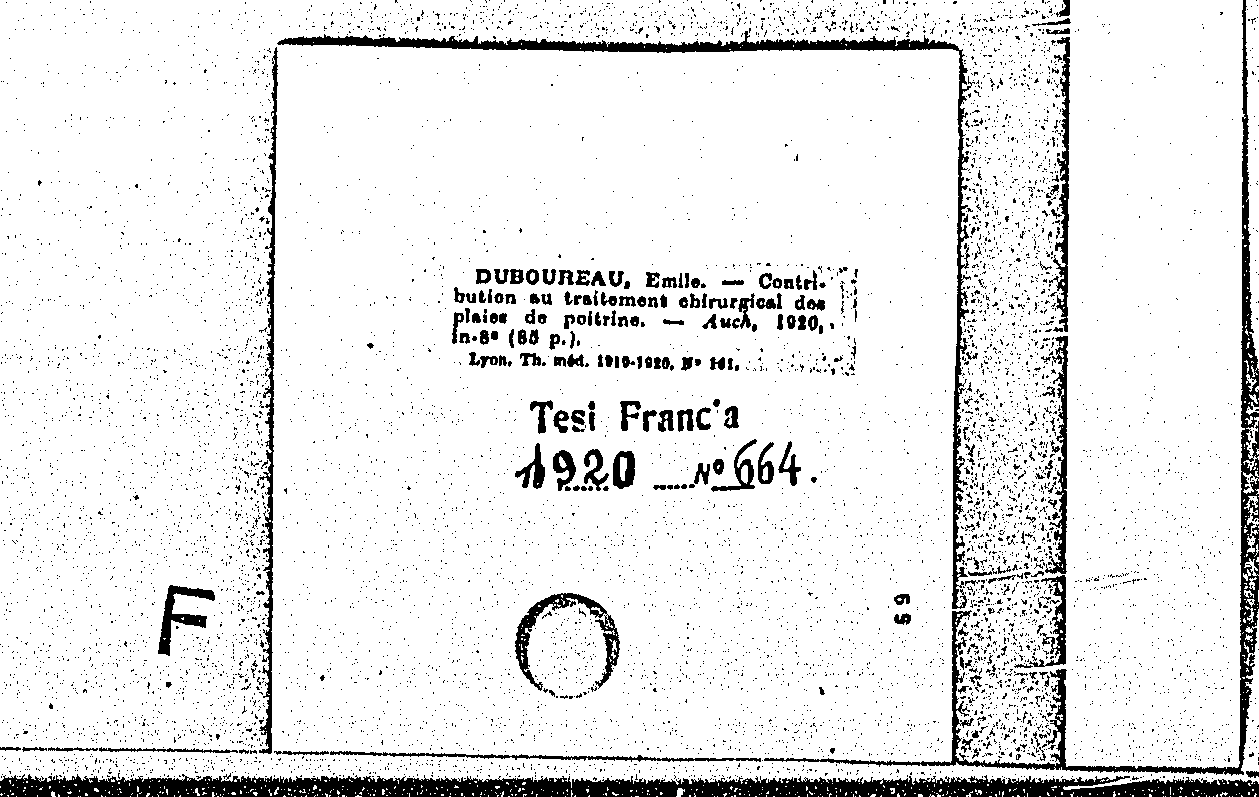 DUBOUREAU, Emile. — Contri-
bution au traitement chirurgical des
plaies de poitrine. — Auch, 1920,
in-8° (85 p.).
Lyon. Th. méd. 1919-1920, N° 161.
Tesi Franc'a
1920 N° 664.
F